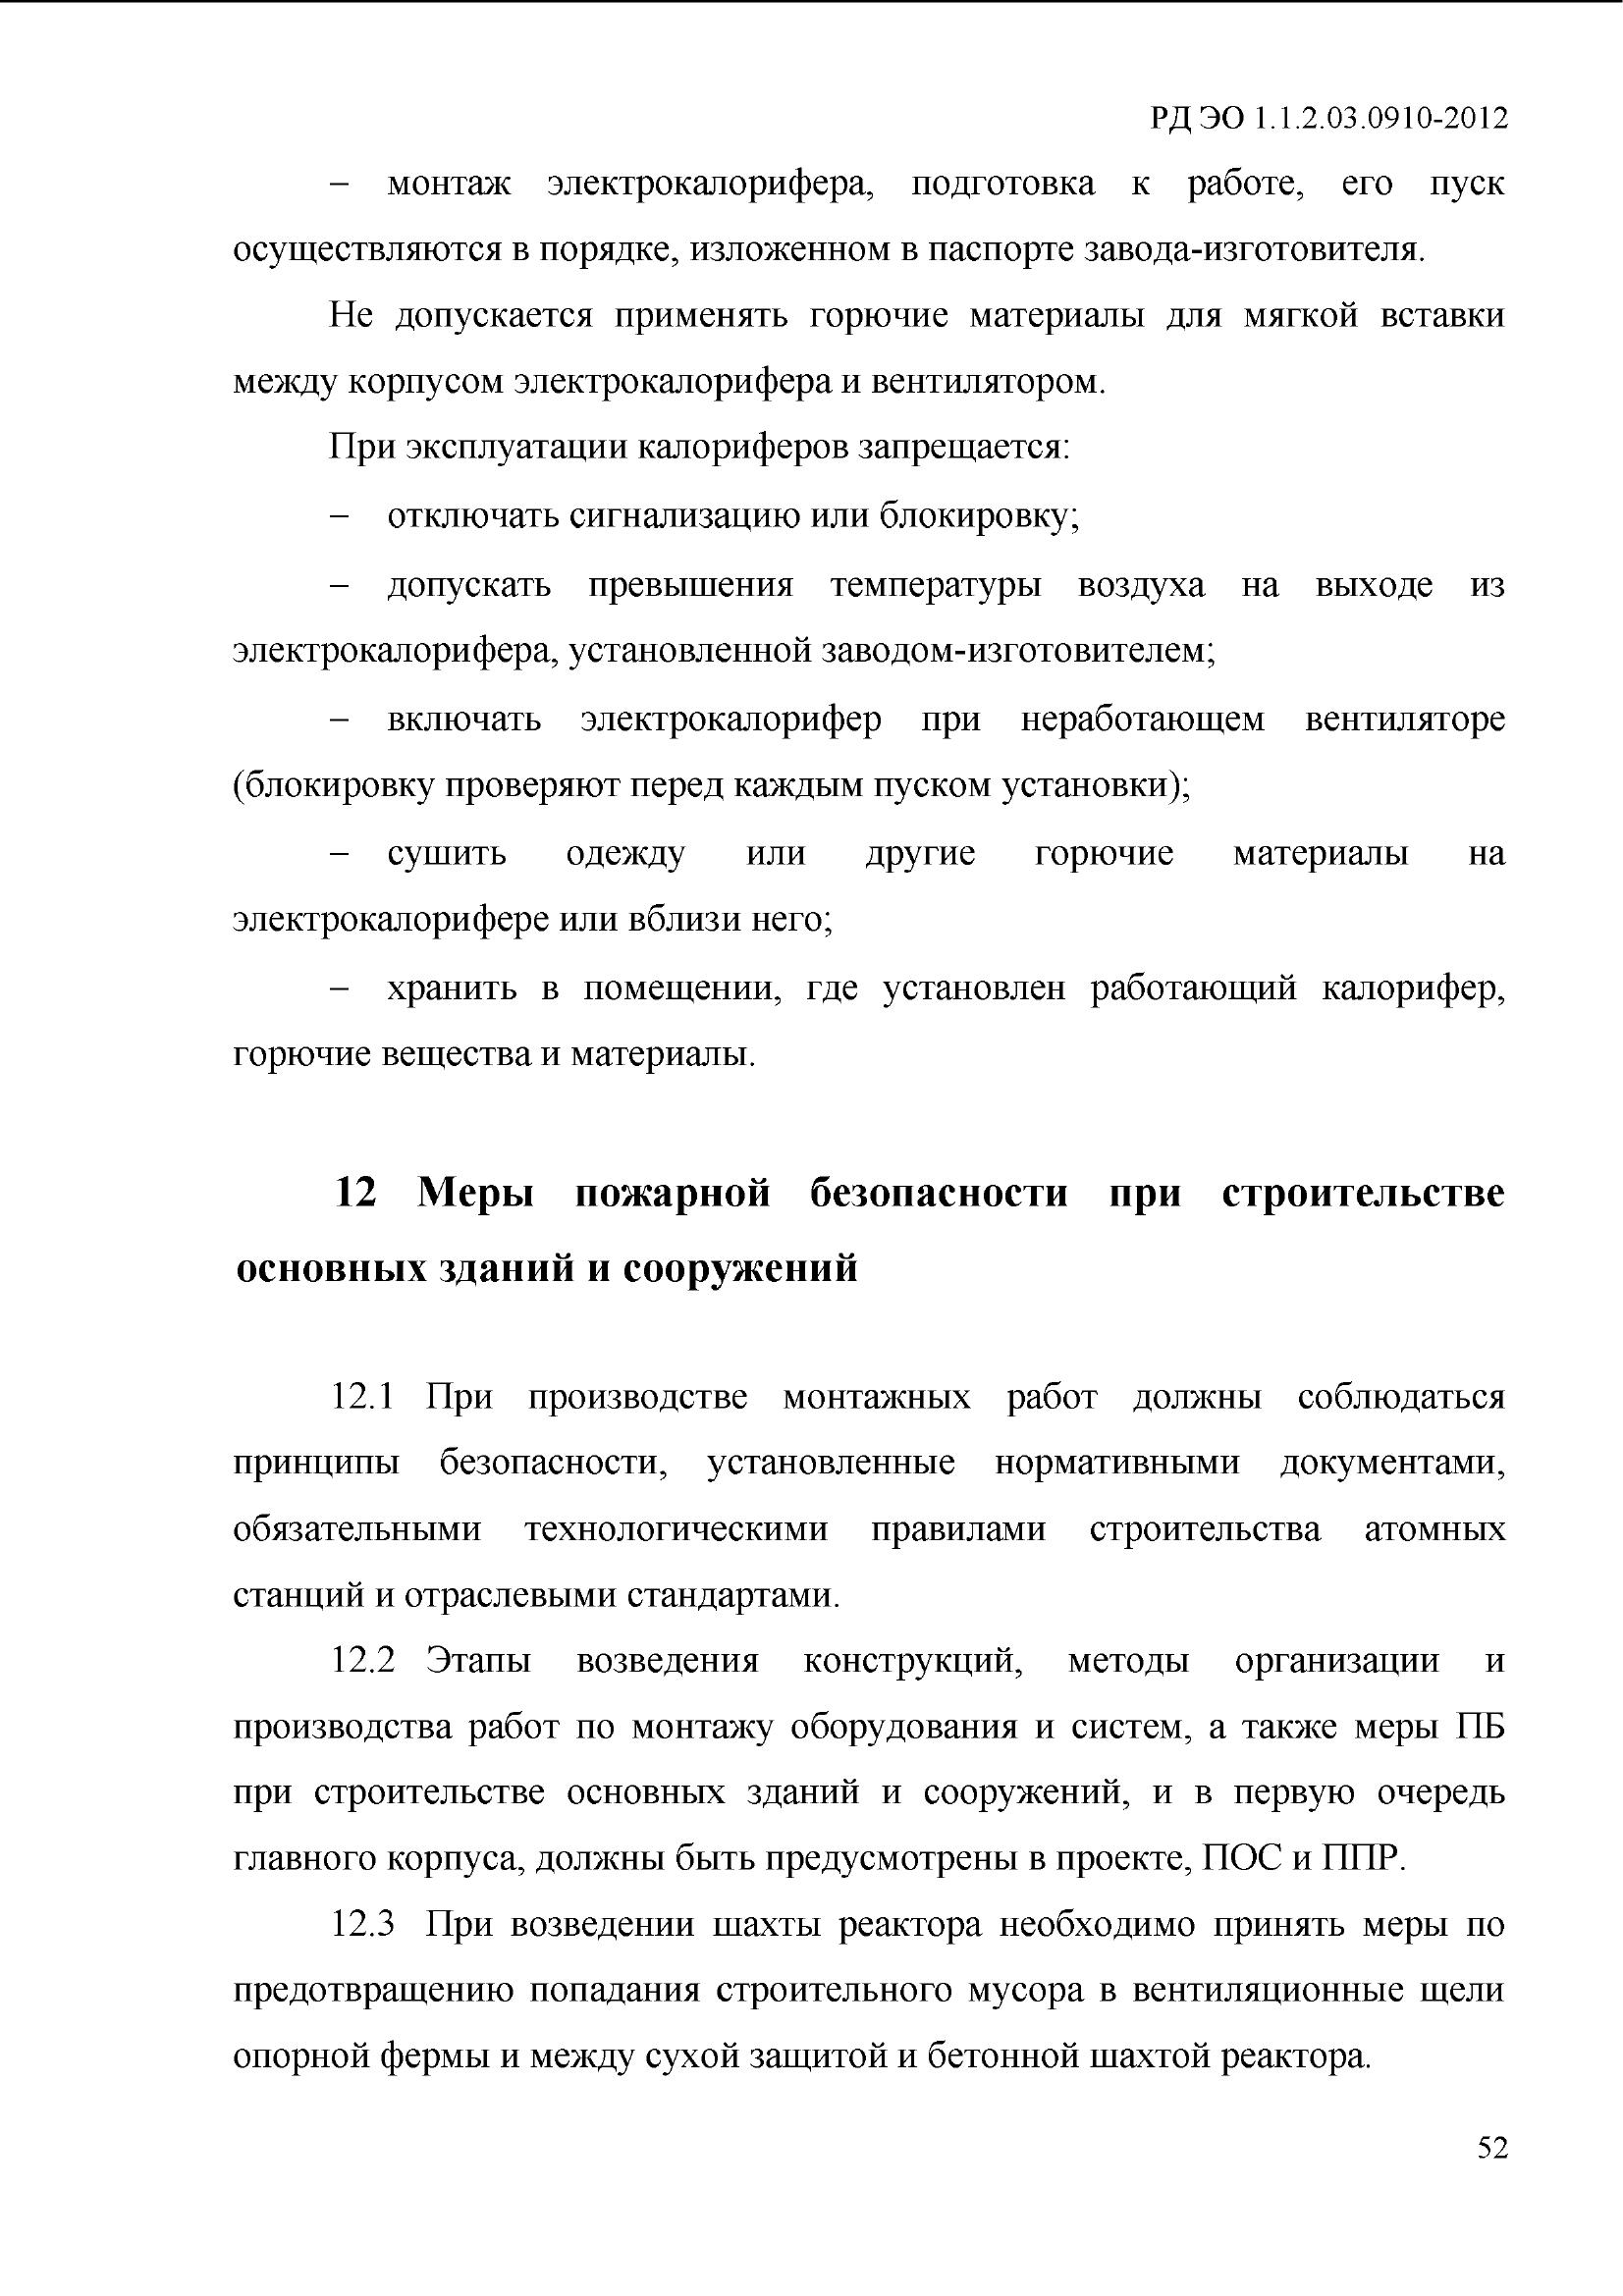 РД ЭО 1.1.2.03.0910-2012
– монтаж электрокалорифера, подготовка к работе, его пуск
осуществляются в порядке, изложенном в паспорте завода-изготовителя.
Не допускается применять горючие материалы для мягкой вставки
между корпусом электрокалорифера и вентилятором.
При эксплуатации калориферов запрещается:
– отключать сигнализацию или блокировку;
– допускать превышения температуры воздуха на выходе из
электрокалорифера, установленной заводом-изготовителем;
– включать электрокалорифер при неработающем вентиляторе
(блокировку проверяют перед каждым пуском установки);
– сушить одежду или другие горючие материалы на
электрокалорифере или вблизи него;
– хранить в помещении, где установлен работающий калорифер,
горючие вещества и материалы.
12 Меры пожарной безопасности при строительстве
основных зданий и сооружений
12.1 При производстве монтажных работ должны соблюдаться
принципы безопасности, установленные нормативными документами,
обязательными технологическими правилами строительства атомных
станций и отраслевыми стандартами.
12.2 Этапы возведения конструкций, методы организации и
производства работ по монтажу оборудования и систем, а также меры ПБ
при строительстве основных зданий и сооружений, и в первую очередь
главного корпуса, должны быть предусмотрены в проекте, ПОС и ППР.
12.3 При возведении шахты реактора необходимо принять меры по
предотвращению попадания строительного мусора в вентиляционные щели
опорной фермы и между сухой защитой и бетонной шахтой реактора.
52